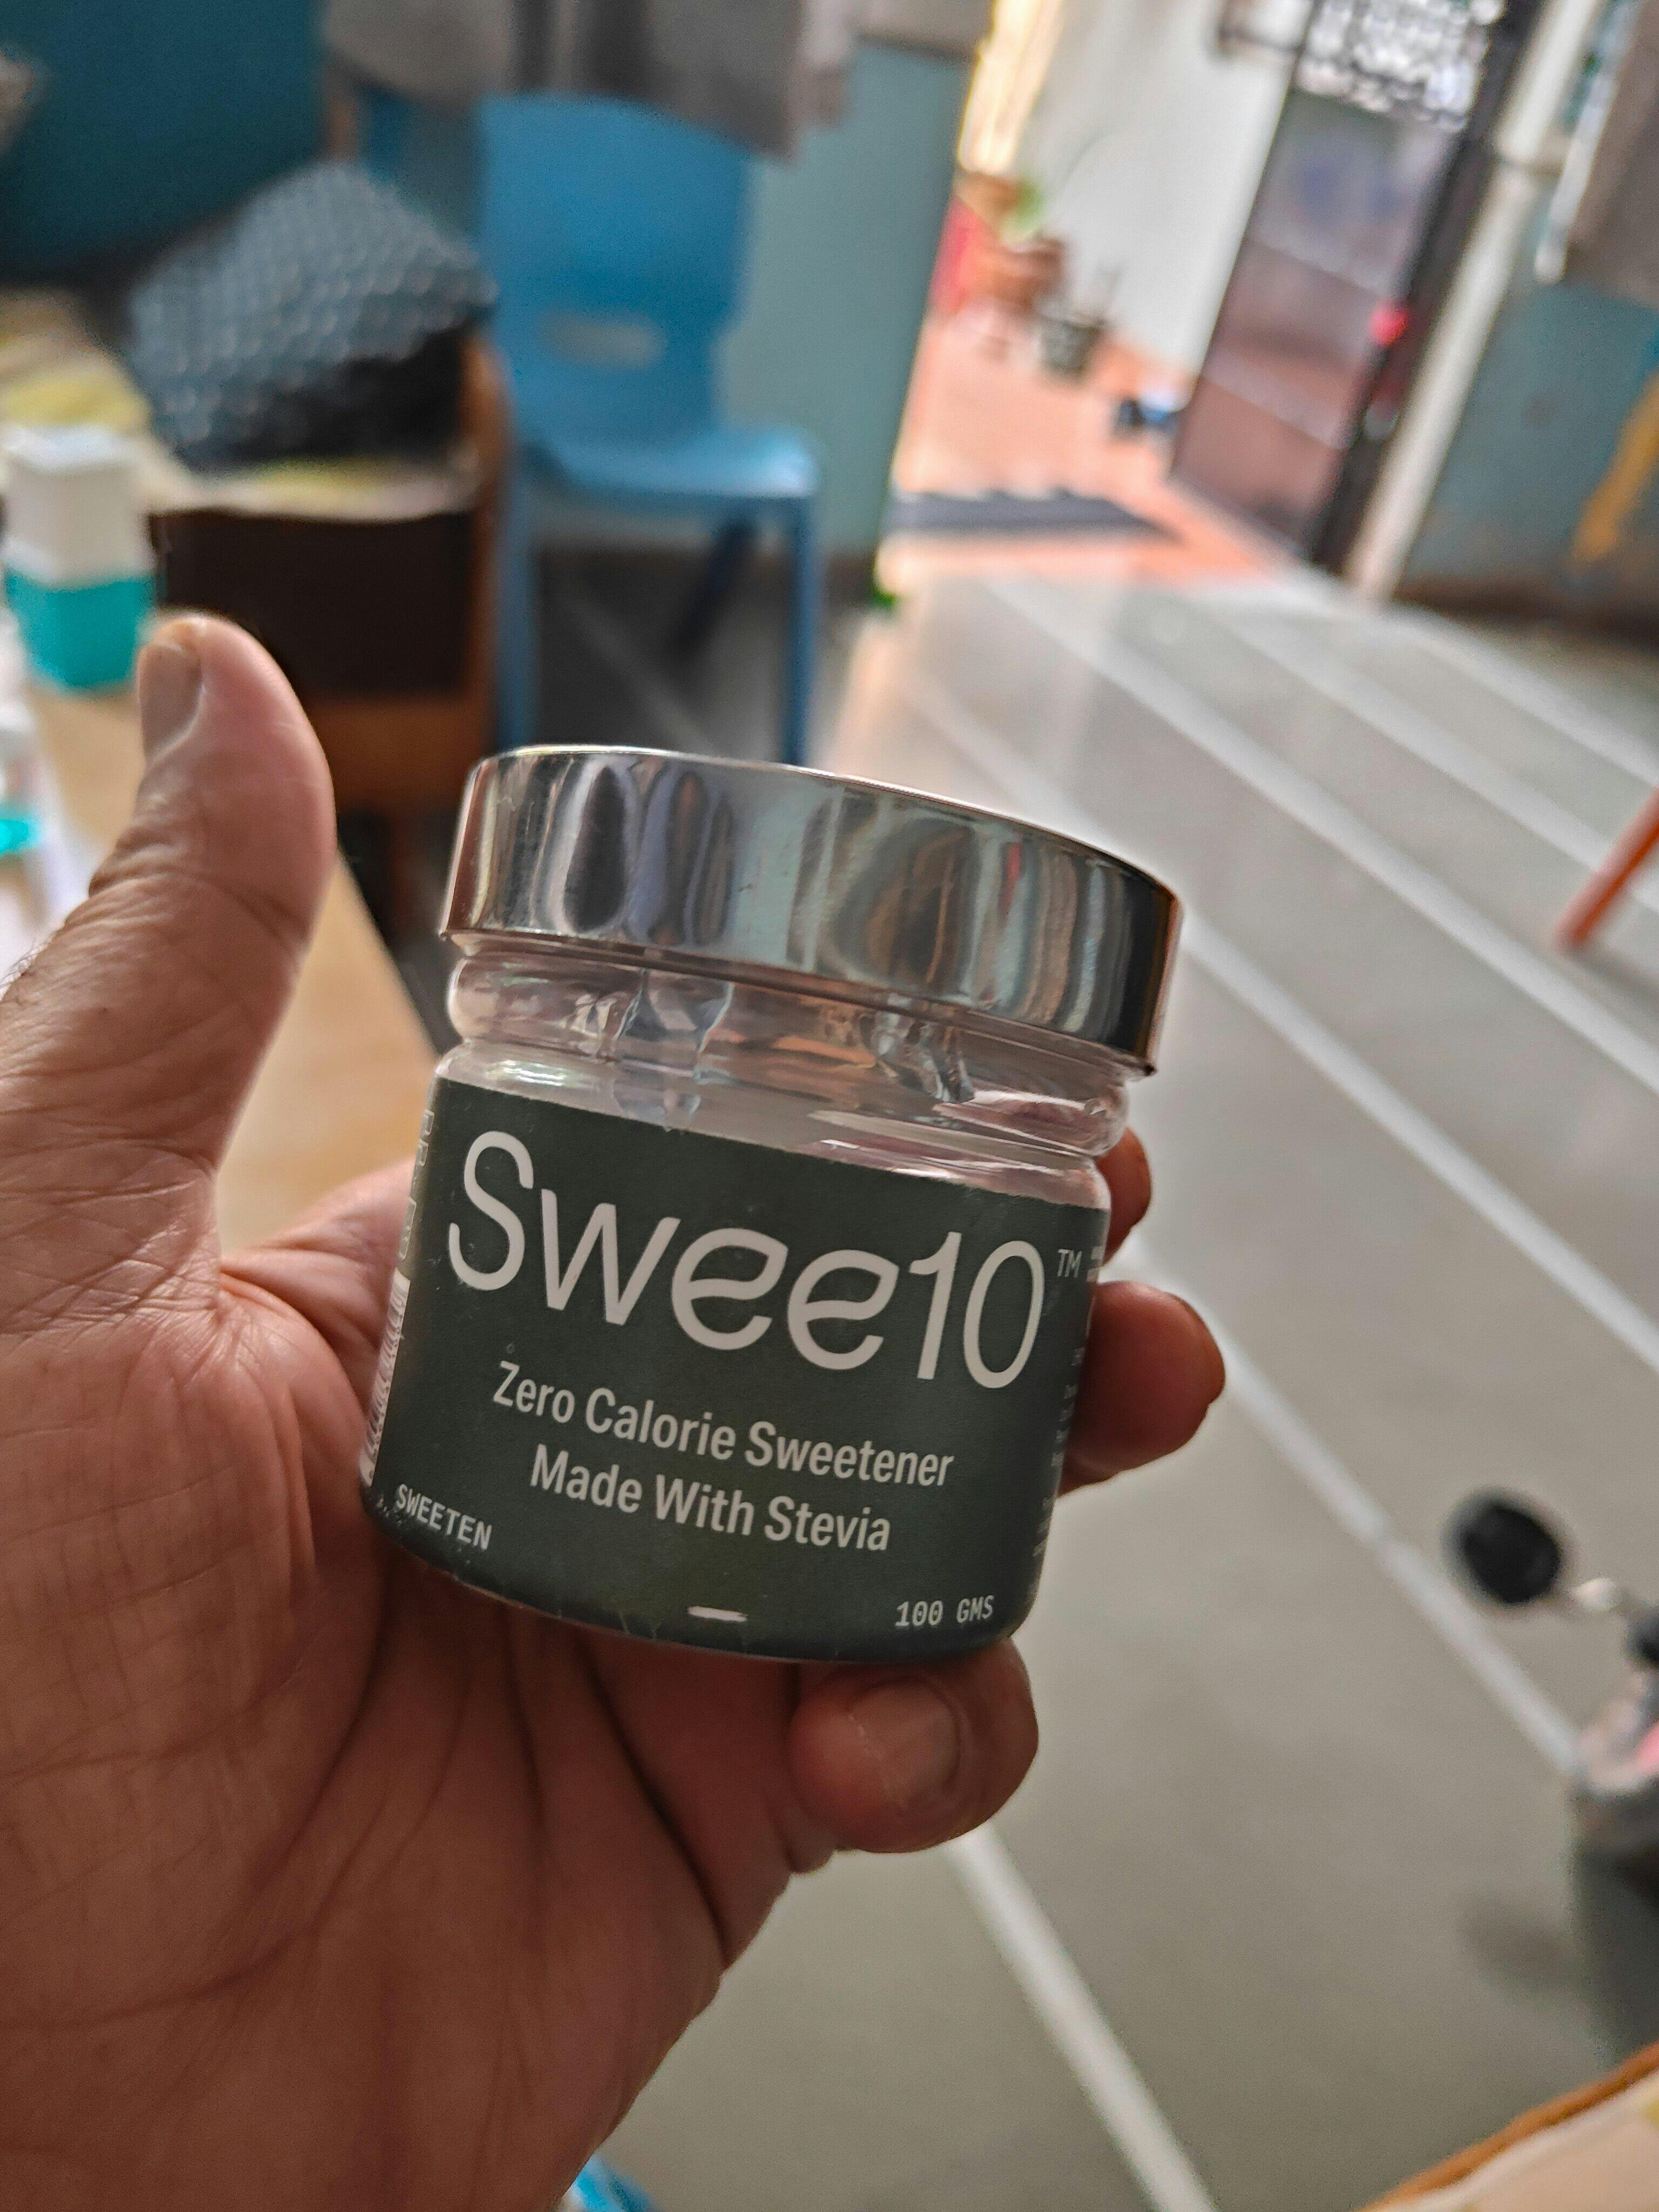 Swee10™
Zero Calorie Sweetener
Made With Stevia
SWEETEN
100 GMS